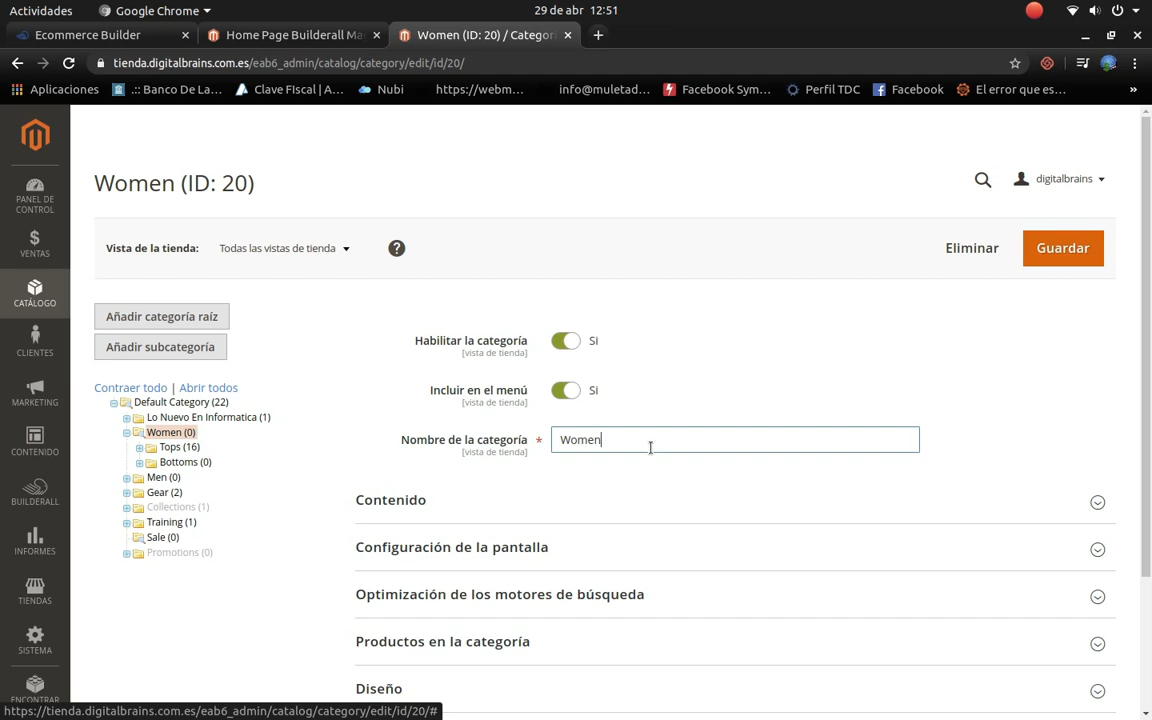 Actividades
Google Chrome
29 de abr 12:51
Ecommerce Builder
Home Page Builderall Ma
Women (ID: 20) / Categorí
tienda.digitalbrains.com.es/eab6_admin/catalog/category/edit/id/20/
Aplicaciones
.:: Banco De La...
Clave FIscal | A...
Nubi
https://webm...
info@muletad...
Facebook Sym...
Perfil TDC
Facebook
El error que es...
»
Women (ID: 20)
digitalbrains
PANEL DE CONTROL
VENTAS
CATÁLOGO
CLIENTES
MARKETING
CONTENIDO
BUILDERALL
INFORMES
TIENDAS
SISTEMA
ENCONTRAR
Vista de la tienda:
Todas las vistas de tienda
?
Eliminar
Guardar
Añadir categoría raíz
Añadir subcategoría
Contraer todo | Abrir todos
Default Category (22)
Lo Nuevo En Informatica (1)
Women (0)
Tops (16)
Bottoms (0)
Men (0)
Gear (2)
Collections (1)
Training (1)
Sale (0)
Promotions (0)
Habilitar la categoría
[vista de tienda]
Si
Incluir en el menú
[vista de tienda]
Si
Nombre de la categoría *
[vista de tienda]
Women
Contenido
Configuración de la pantalla
Optimización de los motores de búsqueda
Productos en la categoría
Diseño
https://tienda.digitalbrains.com.es/eab6_admin/catalog/category/edit/id/20/#